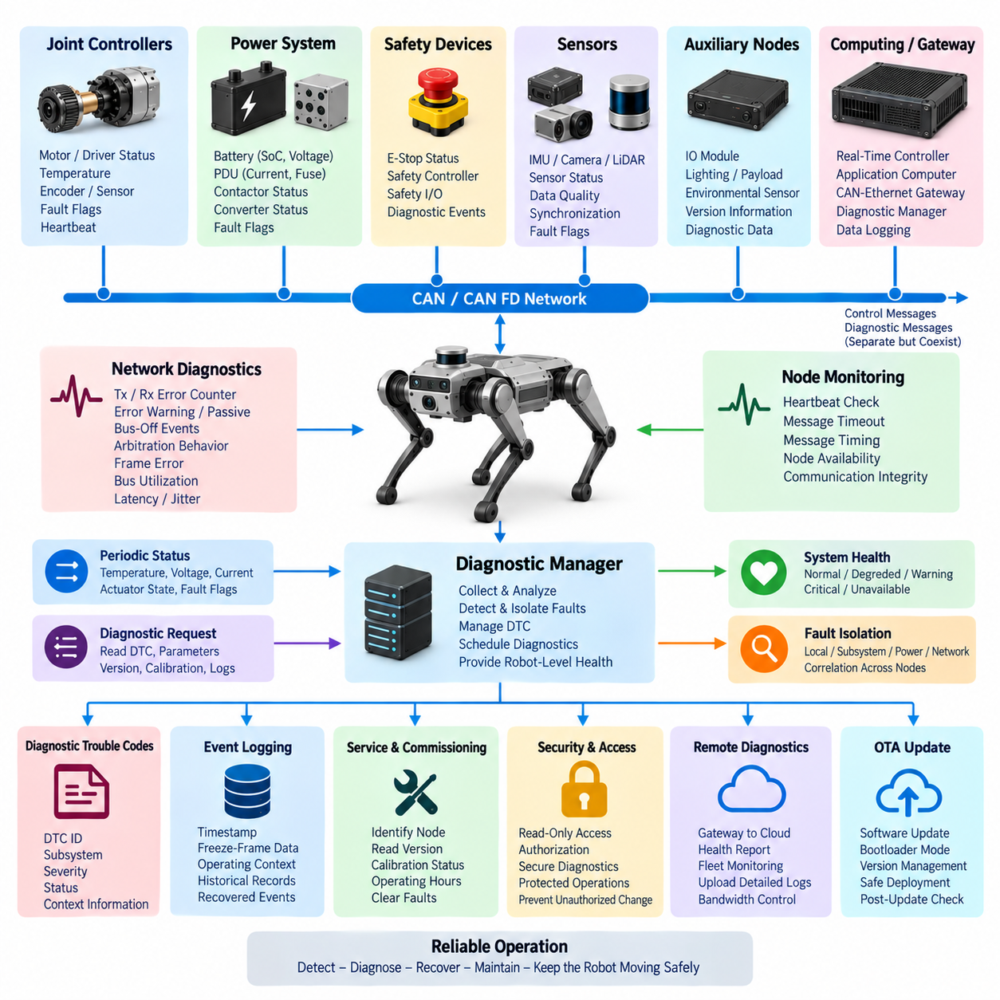 Joint Controllers
Motor / Driver Status
Temperature
Encoder / Sensor
Fault Flags
Heartbeat
Power System
Battery (SoC, Voltage)
PDU (Current, Fuse)
Contactor Status
Converter Status
Fault Flags
Safety Devices
E-Stop Status
Safety Controller
Safety I/O
Diagnostic Events
Sensors
IMU / Camera / LiDAR
Sensor Status
Data Quality
Synchronization
Fault Flags
Auxiliary Nodes
IO Module
Lighting / Payload
Environmental Sensor
Version Information
Diagnostic Data
Computing / Gateway
Real-Time Controller
Application Computer
CAN-Ethernet Gateway
Diagnostic Manager
Data Logging
CAN / CAN FD Network
Control Messages
Diagnostic Messages
(Separate but Coexist)
Network Diagnostics
Tx / Rx Error Counter
Error Warning / Passive
Bus-Off Events
Arbitration Behavior
Frame Error
Bus Utilization
Latency / Jitter
Node Monitoring
Heartbeat Check
Message Timeout
Message Timing
Node Availability
Communication Integrity
Periodic Status
Temperature, Voltage, Current
Actuator State, Fault Flags
Diagnostic Request
Read DTC, Parameters
Version, Calibration, Logs
Diagnostic Manager
Collect & Analyze
Detect & Isolate Faults
Manage DTC
Schedule Diagnostics
Provide Robot-Level Health
System Health
Normal / Degreded / Warning
Critical / Unavailable
Fault Isolation
Local / Subsystem / Power / Network
Correlation Across Nodes
Diagnostic Trouble Codes
DTC ID
Subsystem
Severity
Status
Context Information
Event Logging
Timestamp
Freeze-Frame Data
Operating Context
Historical Records
Recovered Events
Service & Commissioning
Identify Node
Read Version
Calibration Status
Operating Hours
Clear Faults
Security & Access
Read-Only Access
Authorization
Secure Diagnostics
Protected Operations
Prevent Unauthorized Change
Remote Diagnostics
Gateway to Cloud
Health Report
Fleet Monitoring
Upload Detailed Logs
Bandwidth Control
OTA Update
Software Update
Bootloader Mode
Version Management
Safe Deployment
Post-Update Check
Reliable Operation
Detect – Diagnose – Recover – Maintain – Keep the Robot Moving Safely